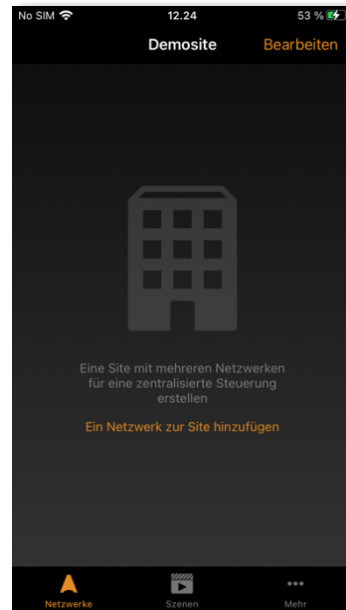 No SIM 12.24 53 %
Demosite Bearbeiten
Eine Site mit mehreren Netzwerken
für eine zentralisierte Steuerung
erstellen
Ein Netzwerk zur Site hinzufügen
Netzwerke Szenen Mehr